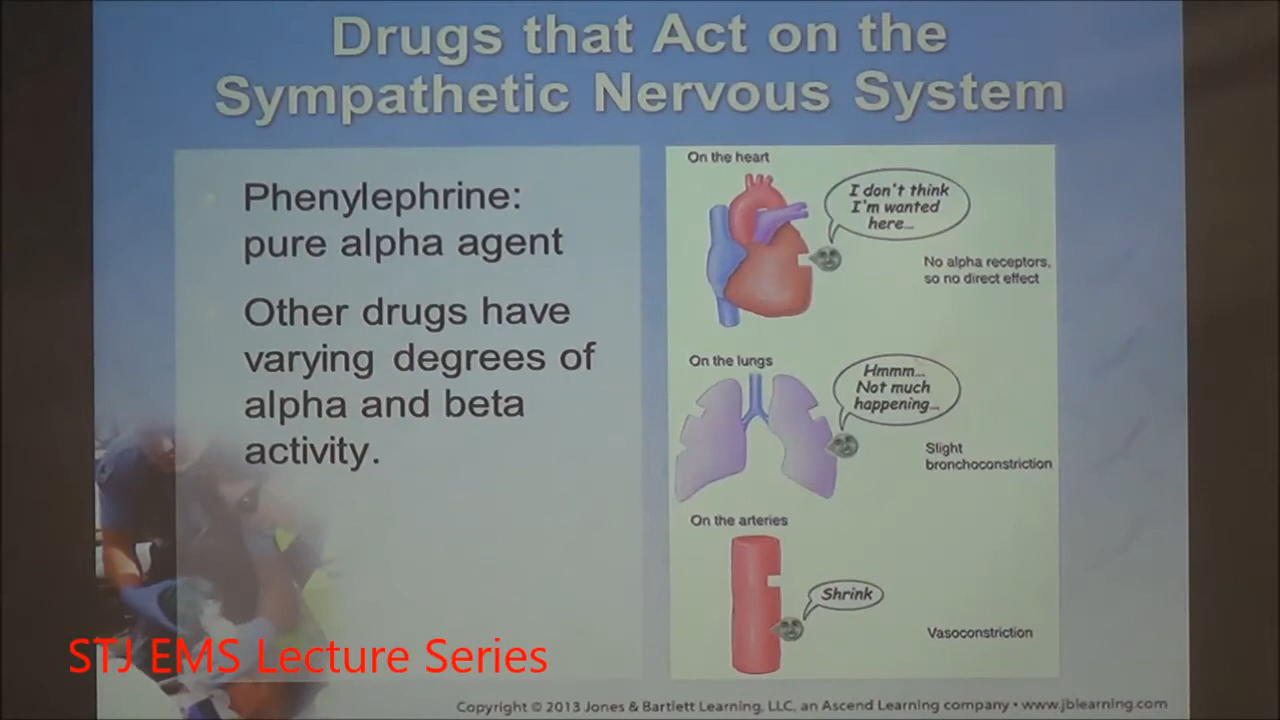 Drugs that Act on the
Sympathetic Nervous System
Phenylephrine:
pure alpha agent
Other drugs have
varying degrees of
alpha and beta
activity.
On the heart
I don't think
I'm wanted
here...
No alpha receptors,
so no direct effect
On the lungs
Hmmm...
Not much
happening...
Slight
bronchoconstriction
On the arteries
Shrink
Vasoconstriction
STJ EMS Lecture Series
Copyright © 2013 Jones & Bartlett Learning, LLC, an Ascend Learning company • www.jblearning.com